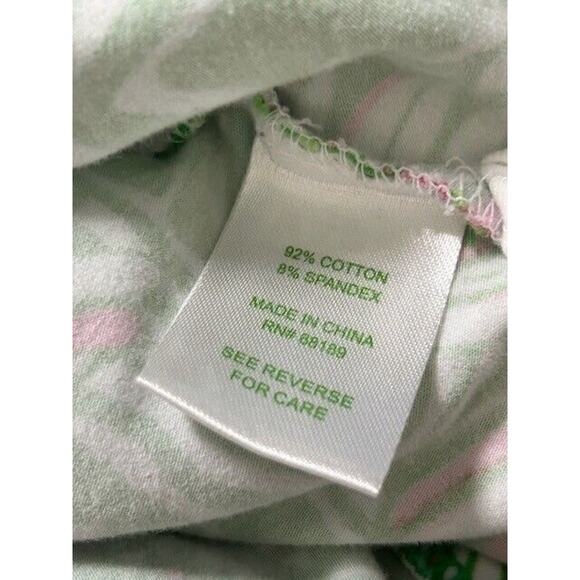 92% COTTON
8% SPANDEX
MADE IN CHINA
RN# 88189
SEE REVERSE
FOR CARE